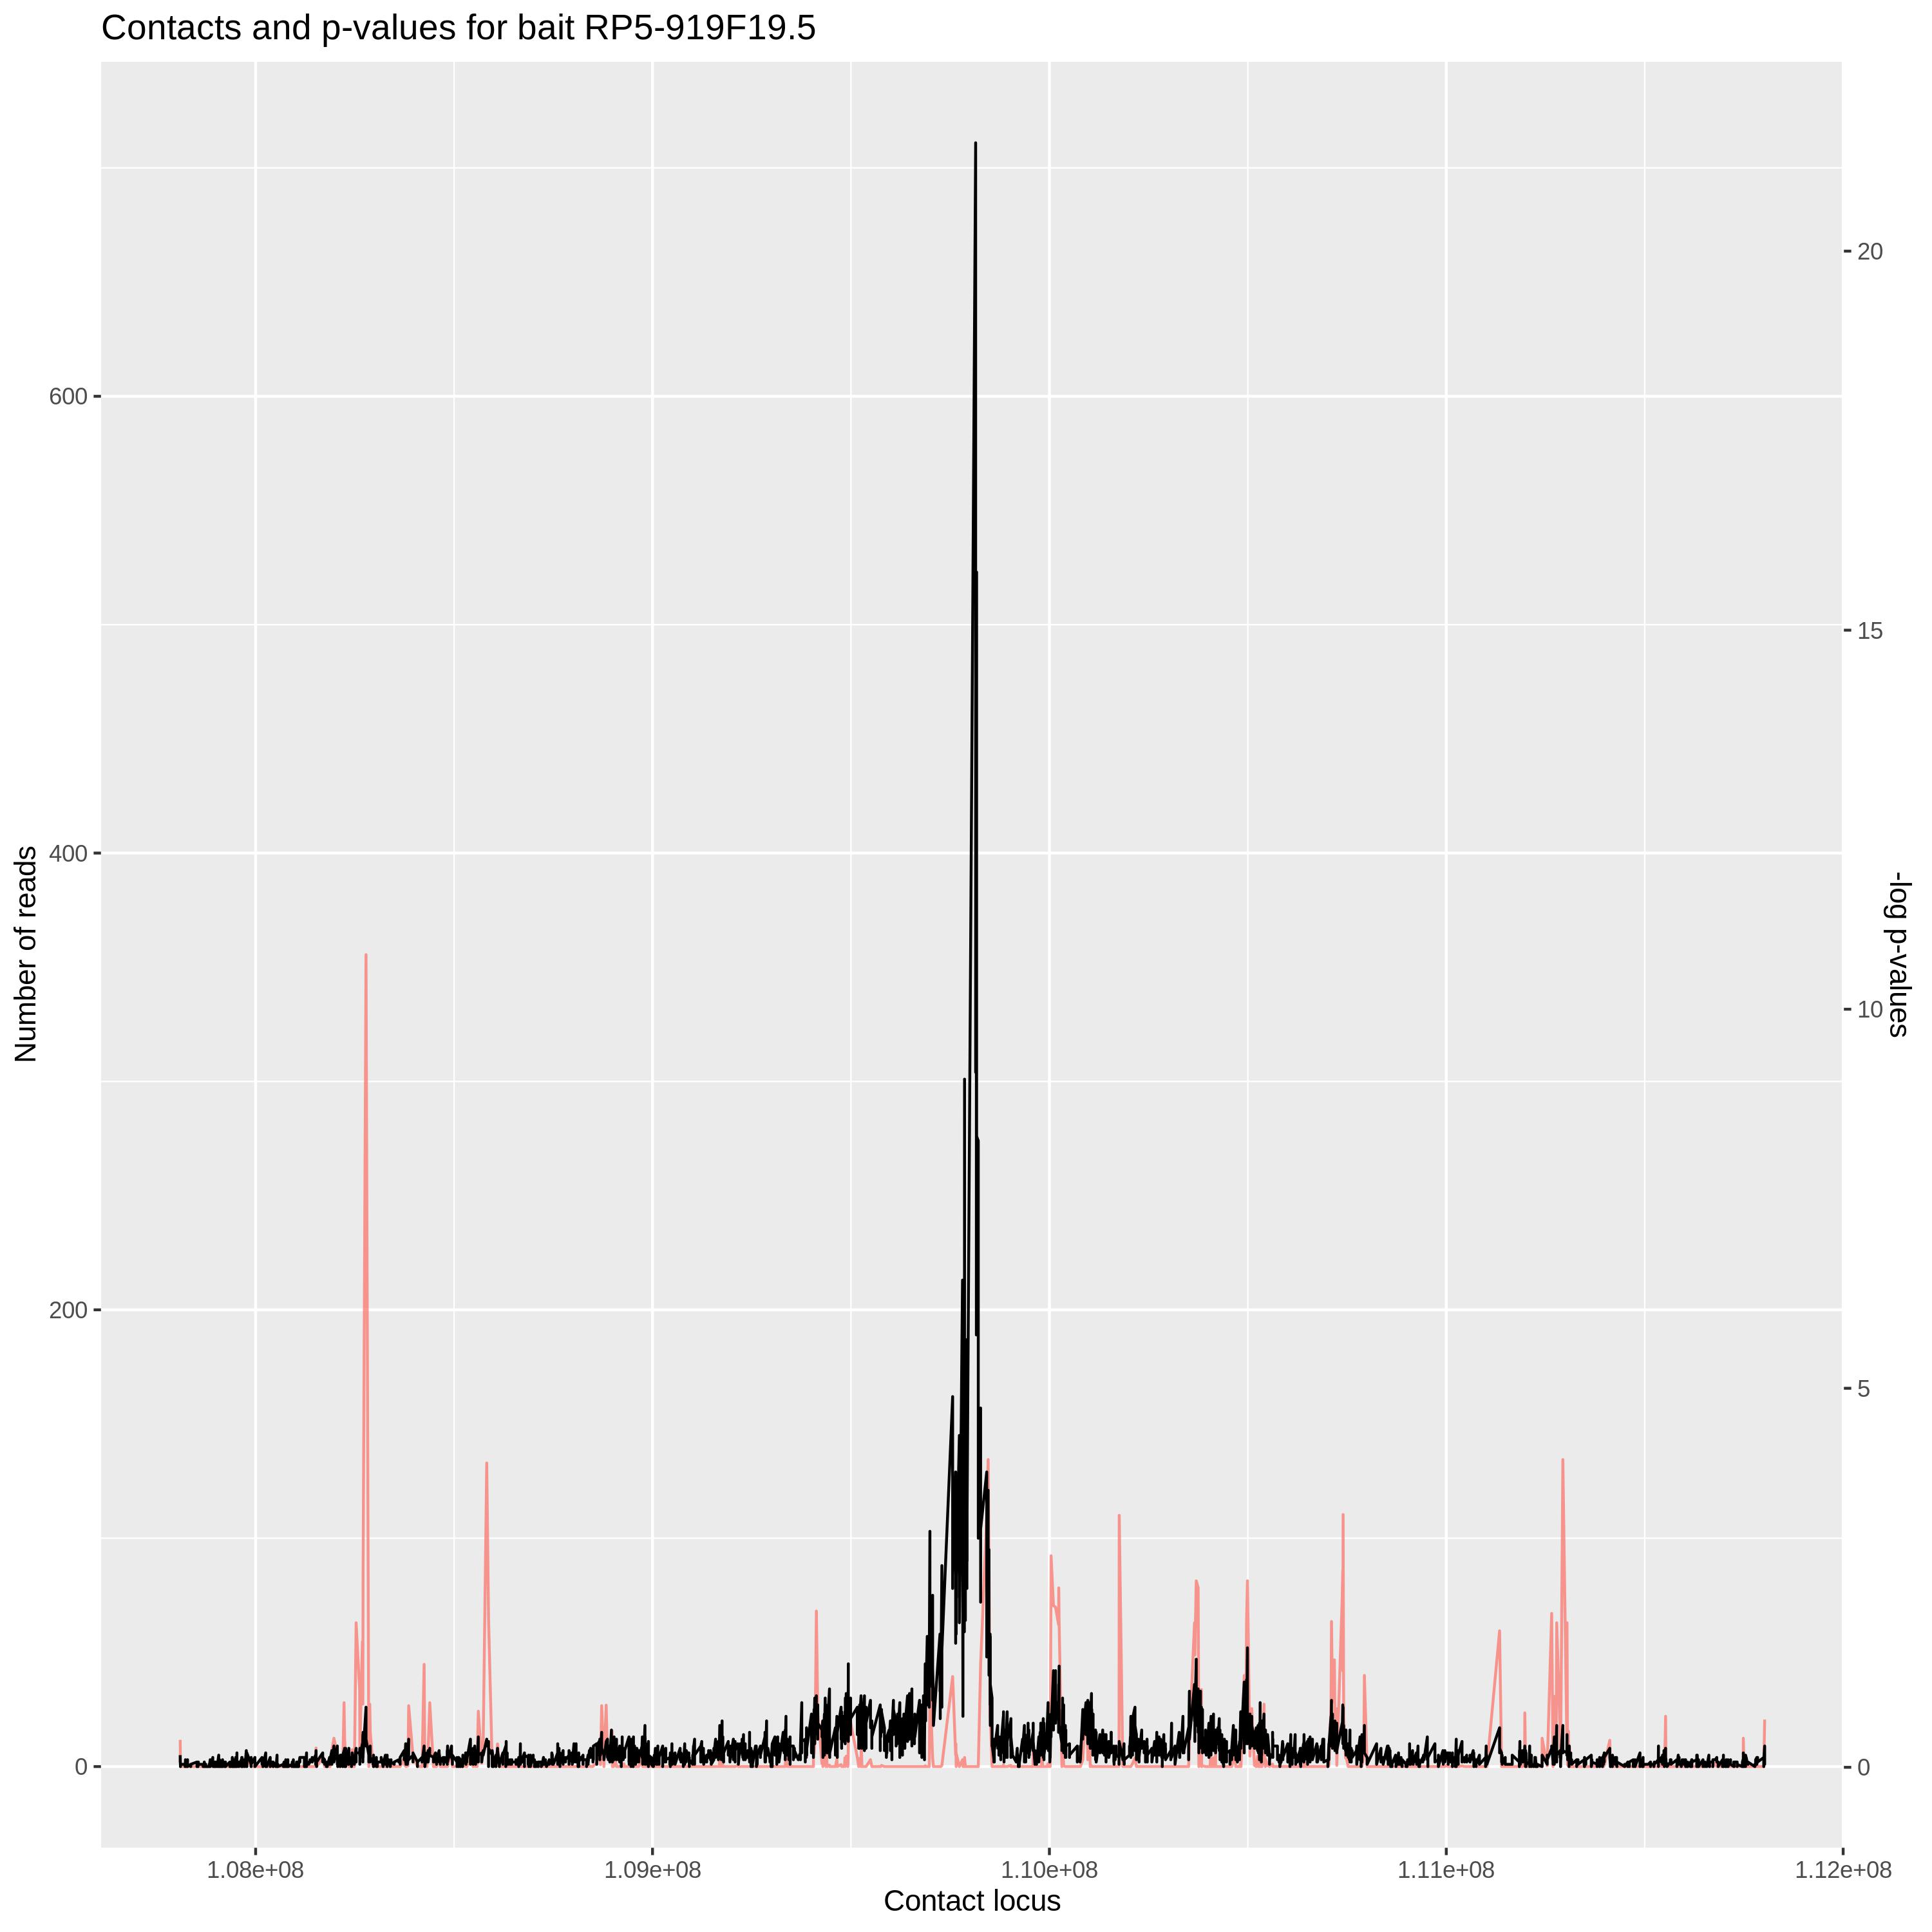 Contacts and p-values for bait RP5-919F19.5
Number of reads
600
400
200
0
20
15
10
5
0
-log p-values
1.08e+08
1.09e+08
1.10e+08
1.11e+08
1.12e+08
Contact locus